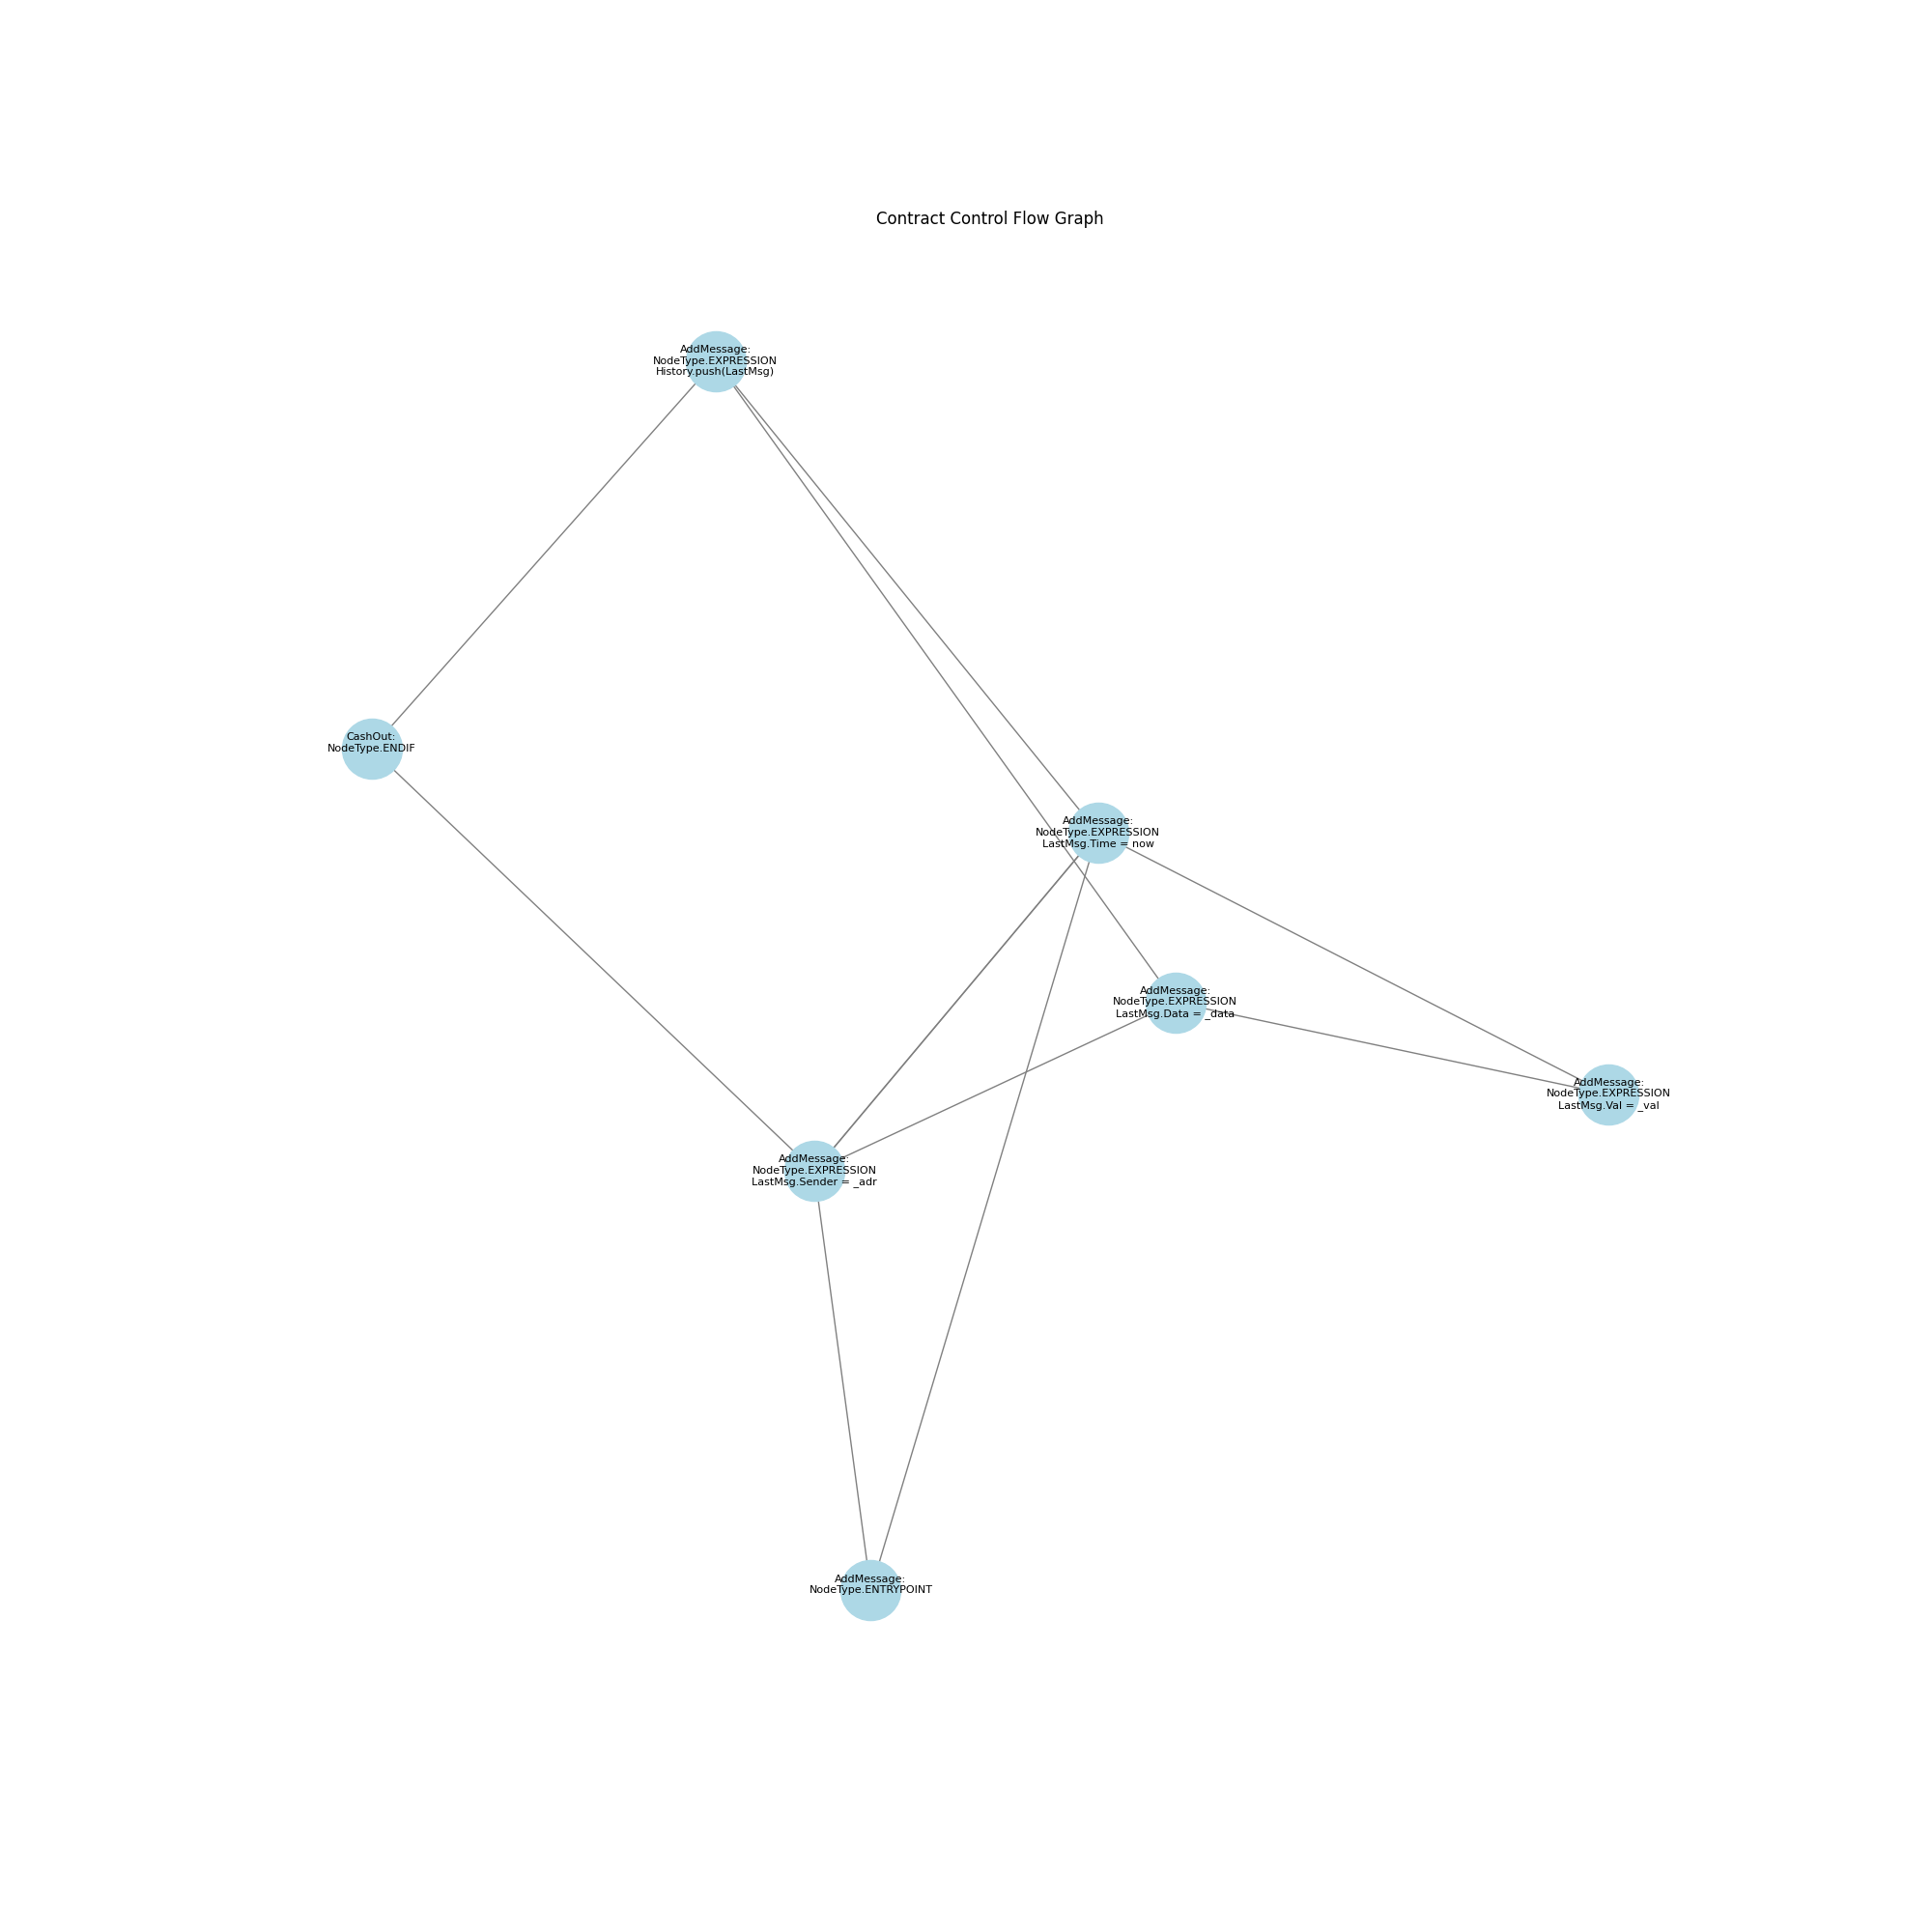 Contract Control Flow Graph
AddMessage:
NodeType.EXPRESSION
History.push(LastMsg)
CashOut:
NodeType.ENDIF
AddMessage:
NodeType.EXPRESSION
LastMsg.Time = now
AddMessage:
NodeType.EXPRESSION
LastMsg.Data = _data
AddMessage:
NodeType.EXPRESSION
LastMsg.Val = _val
AddMessage:
NodeType.EXPRESSION
LastMsg.Sender = _adr
AddMessage:
NodeType.ENTRYPOINT